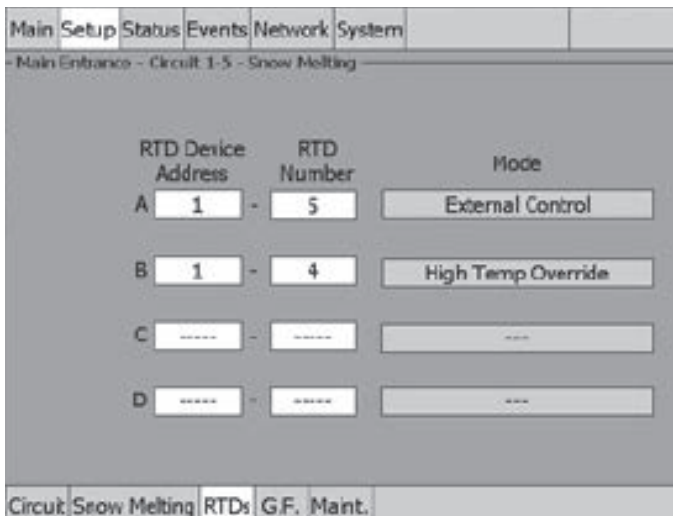 Main Setup Status Events Network System
Main Entrance - Circuit 1-5 - Snow Melting
RTD Device Address RTD Number Mode
A 1 - 5 External Control
B 1 - 4 High Temp Override
C ----- - ----- ---
D ----- - ----- ---
Circuit Snow Melting RTDs G.F. Maint.